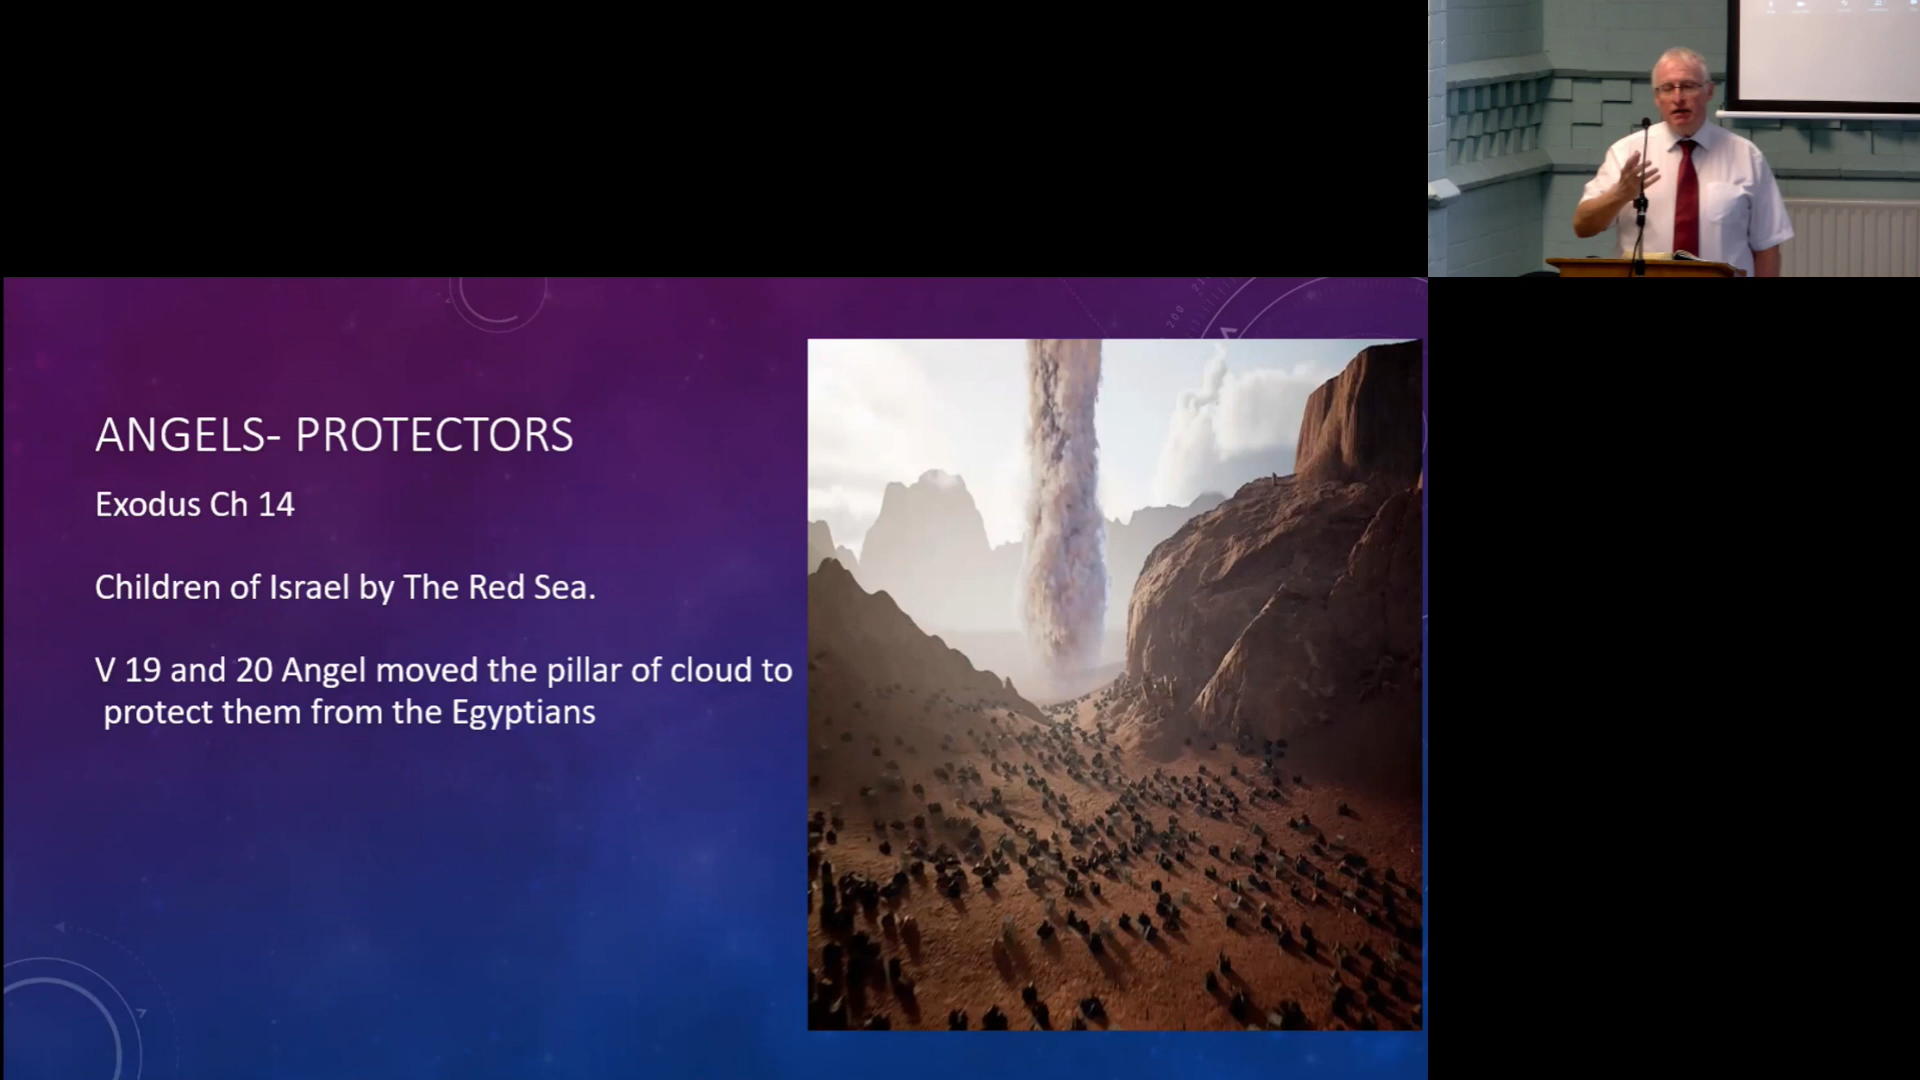 ANGELS- PROTECTORS
Exodus Ch 14
Children of Israel by The Red Sea.
V 19 and 20 Angel moved the pillar of cloud to
protect them from the Egyptians
200